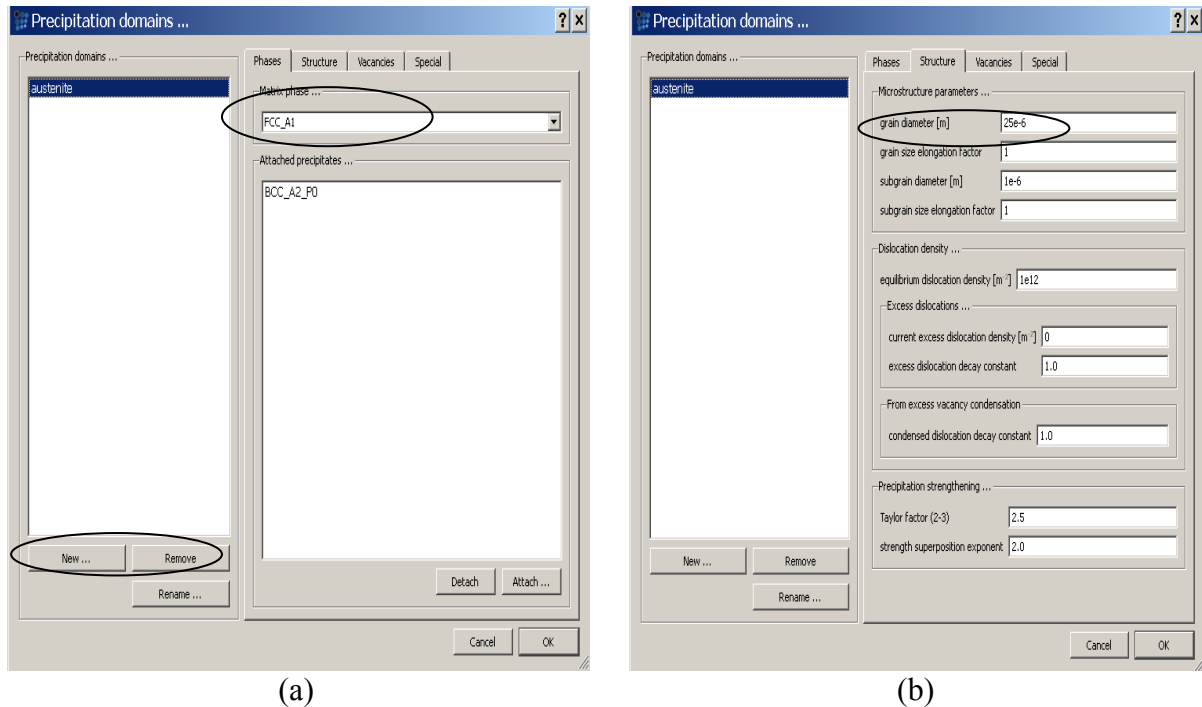 Precipitation domains ...
? ×
Precipitation domains ...
austenite
New ...
Remove
Rename ...
Phases
Structure
Vacancies
Special
Matrix phase ...
FCC_A1
Attached precipitates ...
BCC_A2_P0
Detach
Attach ...
Cancel
OK
(a)
Precipitation domains ...
? ×
Precipitation domains ...
austenite
New ...
Remove
Rename ...
Phases
Structure
Vacancies
Special
Microstructure parameters ...
grain diameter [m] 25e-6
grain size elongation factor 1
subgrain diameter [m] 1e-6
subgrain size elongation factor 1
Dislocation density ...
equilibrium dislocation density [m⁻²] 1e12
Excess dislocations ...
current excess dislocation density [m⁻²] 0
excess dislocation decay constant 1.0
From excess vacancy condensation
condensed dislocation decay constant 1.0
Precipitation strengthening ...
Taylor factor (2-3) 2.5
strength superposition exponent 2.0
Cancel
OK
(b)